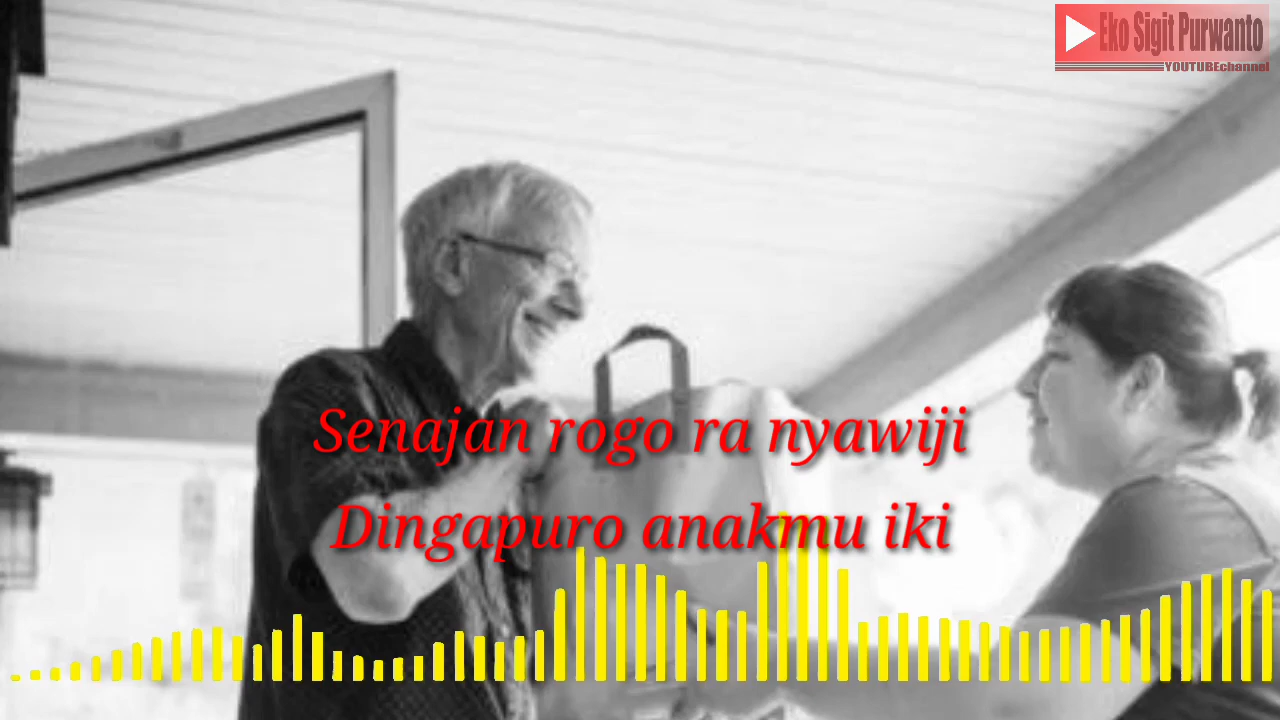 Eko Sigit Purwanto
YOUTUBEchannel
Senajan rogo ra nyawiji
Dingapuro anakmu iki